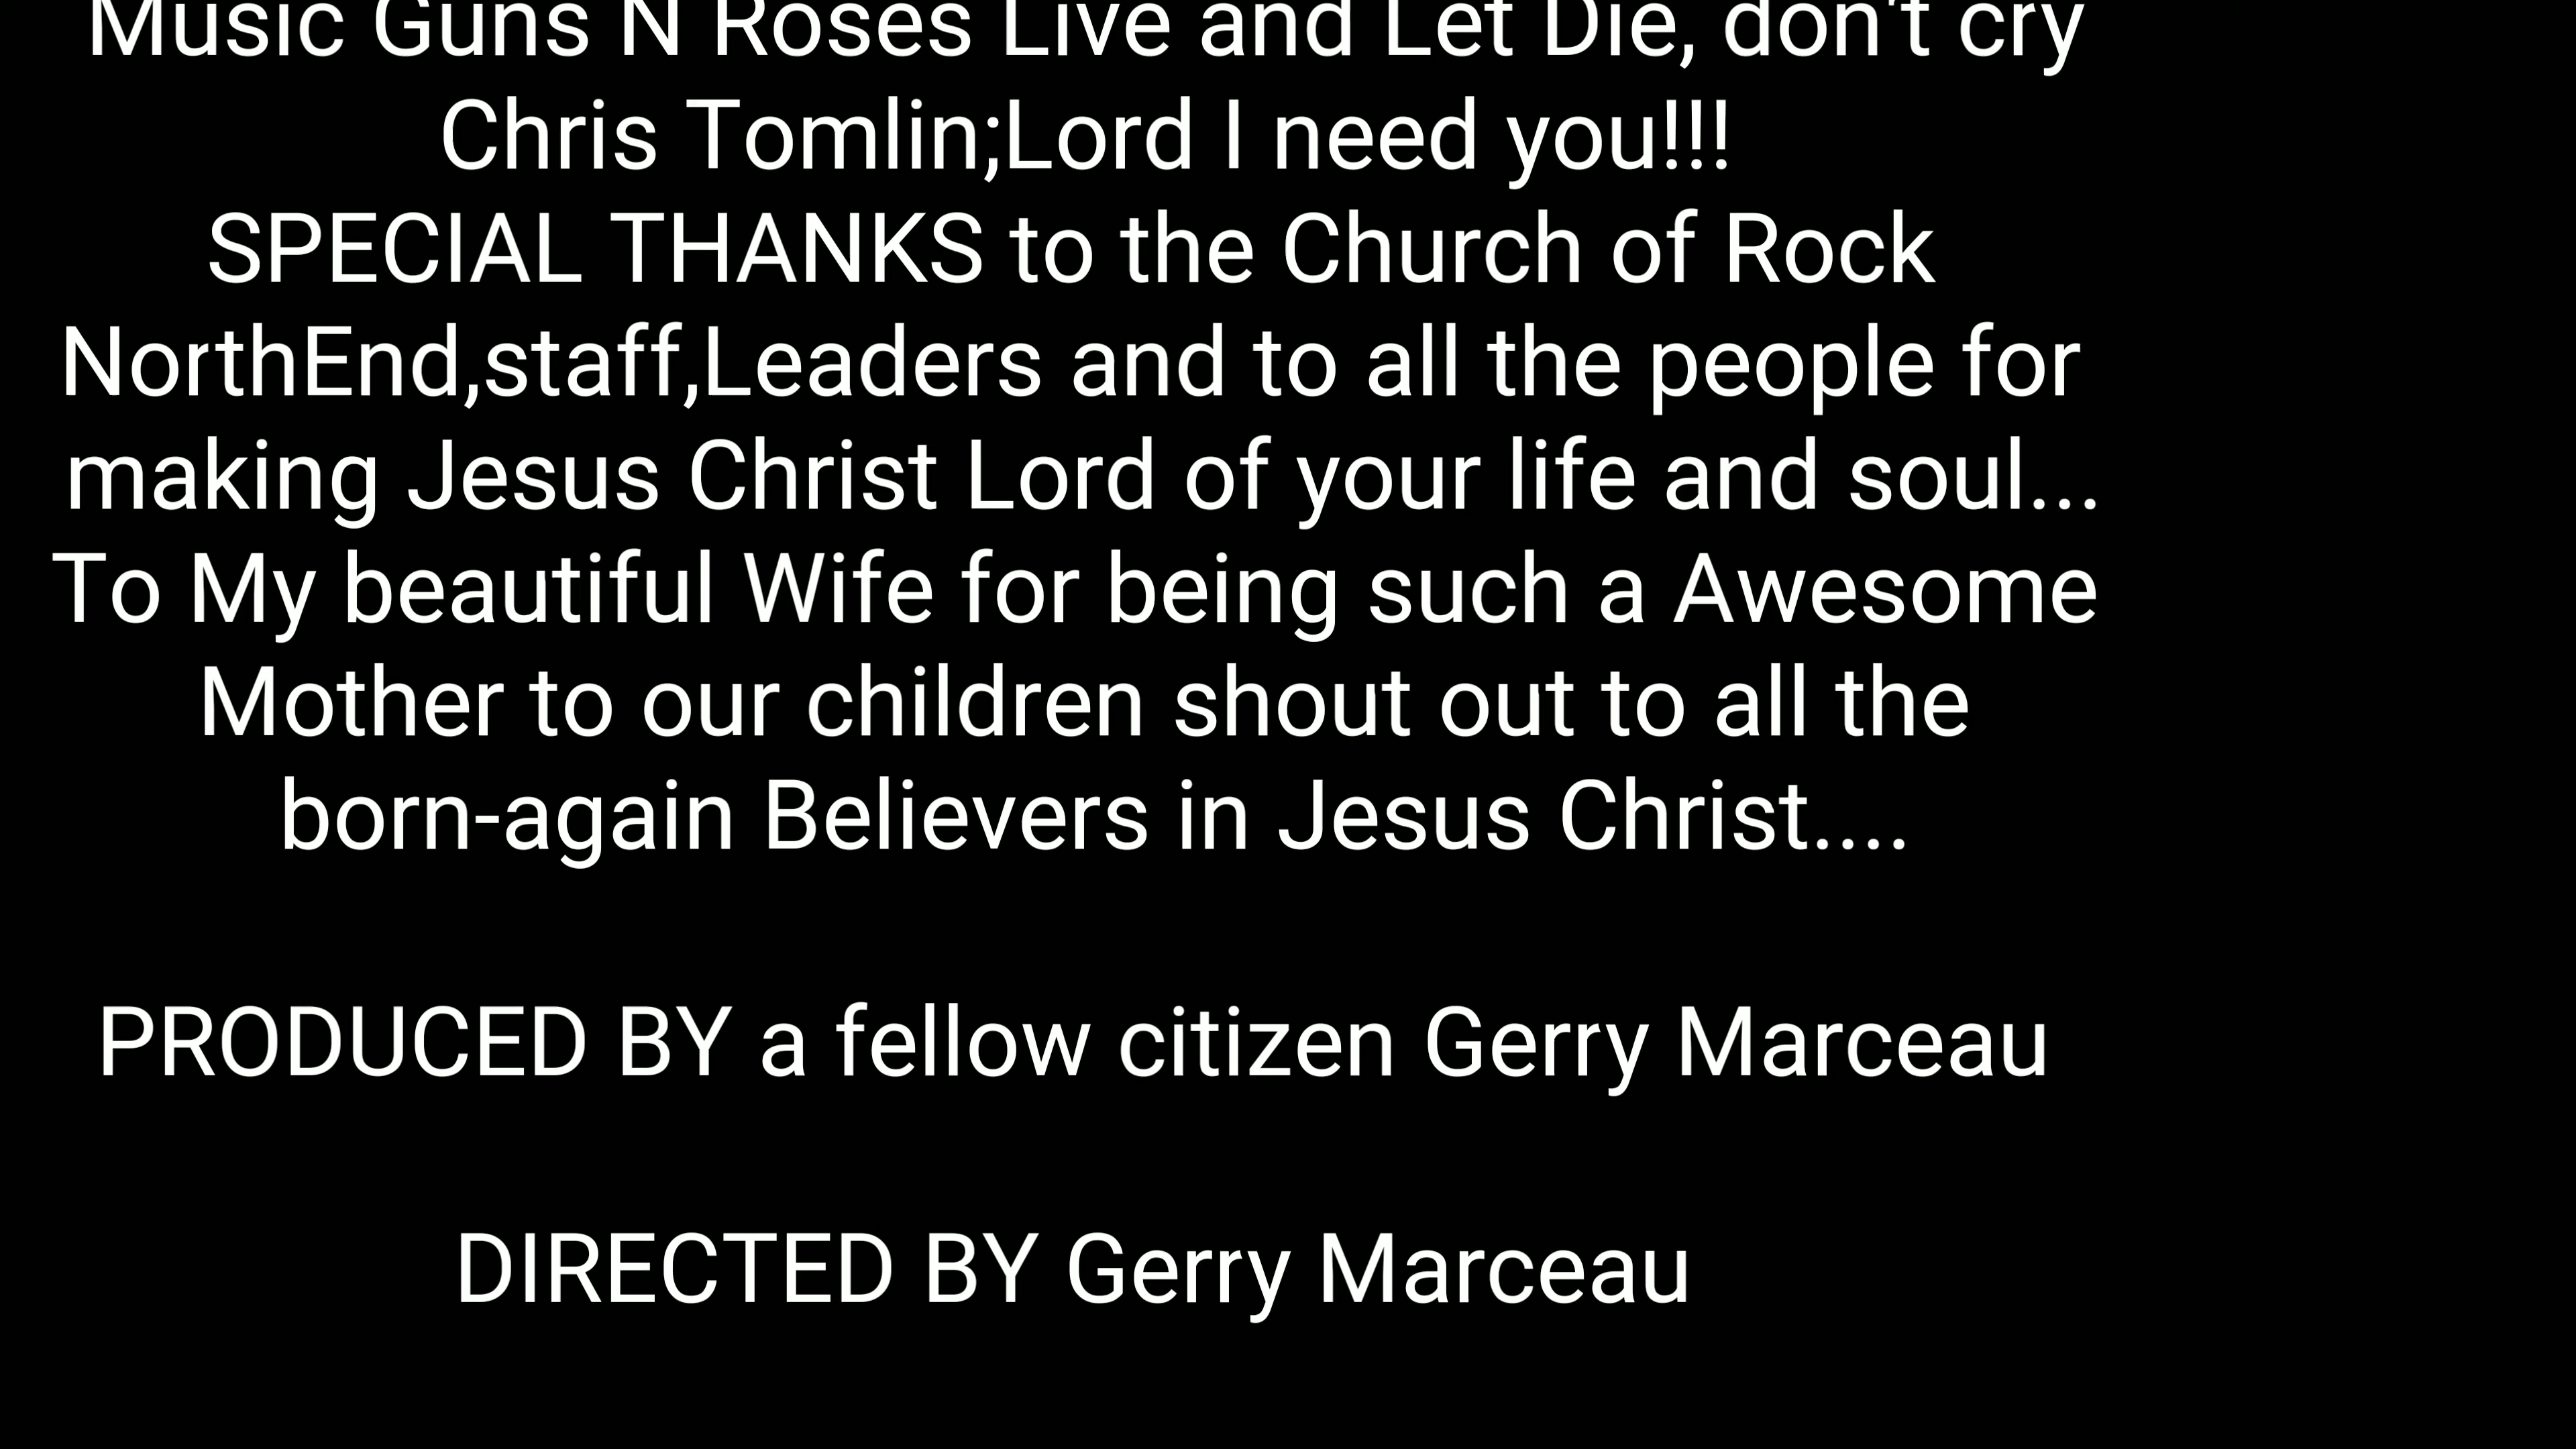 Music Guns N Roses Live and Let Die, don't cry
Chris Tomlin;Lord I need you!!!
SPECIAL THANKS to the Church of Rock
NorthEnd,staff,Leaders and to all the people for
making Jesus Christ Lord of your life and soul...
To My beautiful Wife for being such a Awesome
Mother to our children shout out to all the
born-again Believers in Jesus Christ....
PRODUCED BY a fellow citizen Gerry Marceau
DIRECTED BY Gerry Marceau